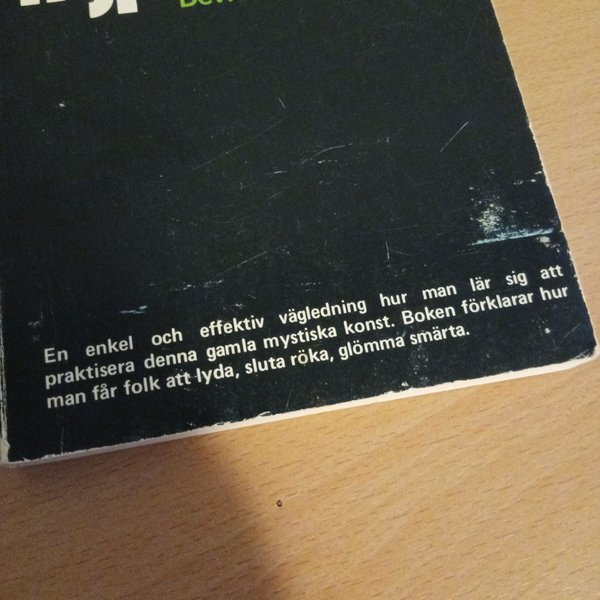 En enkel och effektiv vägledning hur man lär sig att
praktisera denna gamla mystiska konst. Boken förklarar hur
man får folk att lyda, sluta röka, glömma smärta.